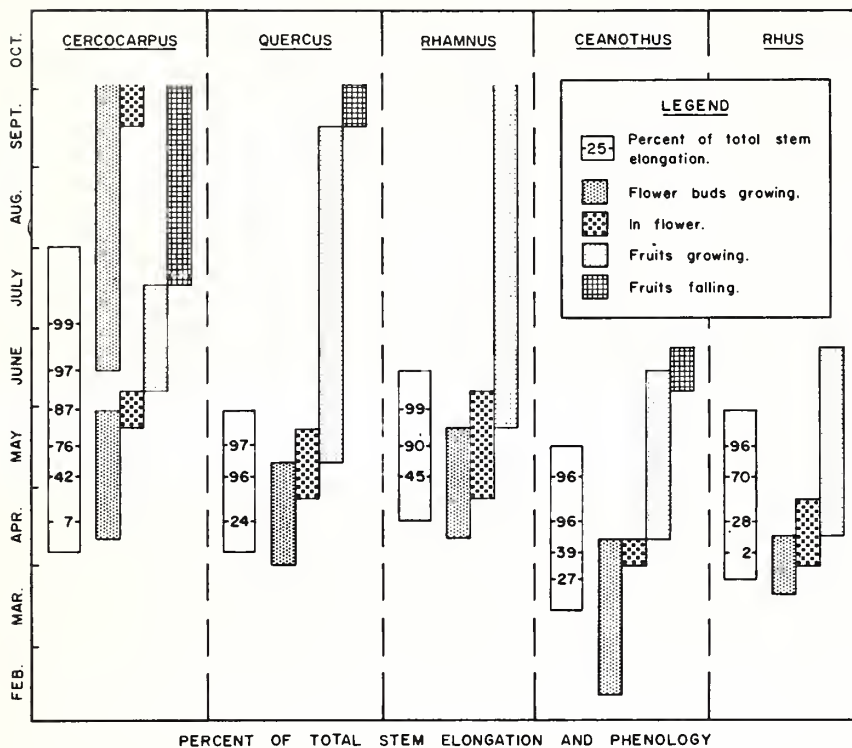 CERCOCARPUS
QUERCUS
RHAMNUS
CEANOTHUS
RHUS
OCT.
SEPT.
AUG.
JULY
JUNE
MAY
APR.
MAR.
FEB.
LEGEND
25 Percent of total stem
elongation.
Flower buds growing.
In flower.
Fruits growing.
Fruits falling.
99
97
87
76
42
7
97
96
24
99
90
45
96
96
39
27
96
70
28
2
PERCENT OF TOTAL STEM ELONGATION AND PHENOLOGY